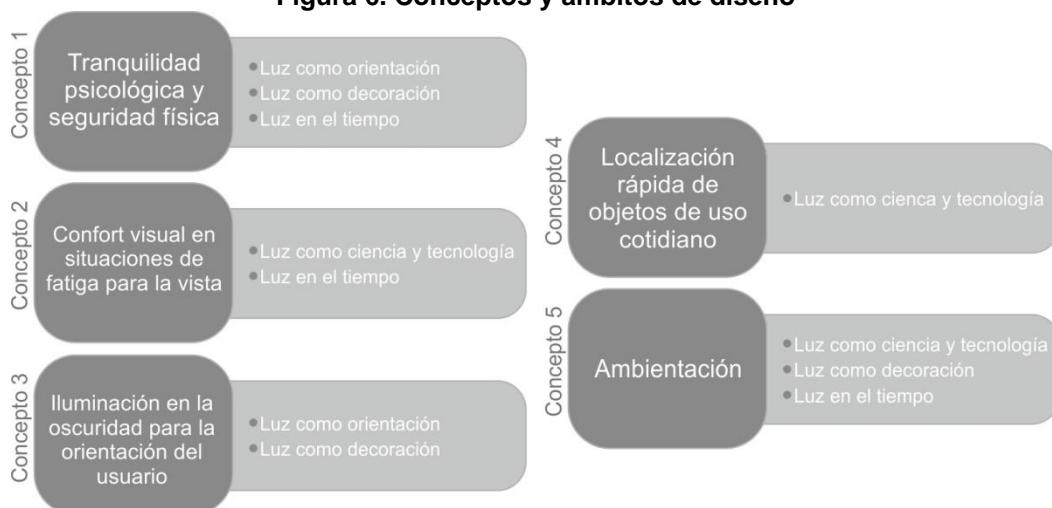 Figura 6. Conceptos y ámbitos de diseño
Concepto 1
Tranquilidad
psicológica y
seguridad física
•Luz como orientación
•Luz como decoración
•Luz en el tiempo
Concepto 2
Confort visual en
situaciones de
fatiga para la vista
•Luz como ciencia y tecnología
•Luz en el tiempo
Concepto 3
Iluminación en la
oscuridad para la
orientación del
usuario
•Luz como orientación
•Luz como decoración
Concepto 4
Localización
rápida de
objetos de uso
cotidiano
•Luz como cienca y tecnología
Concepto 5
Ambientación
•Luz como ciencia y tecnología
•Luz como decoración
•Luz en el tiempo